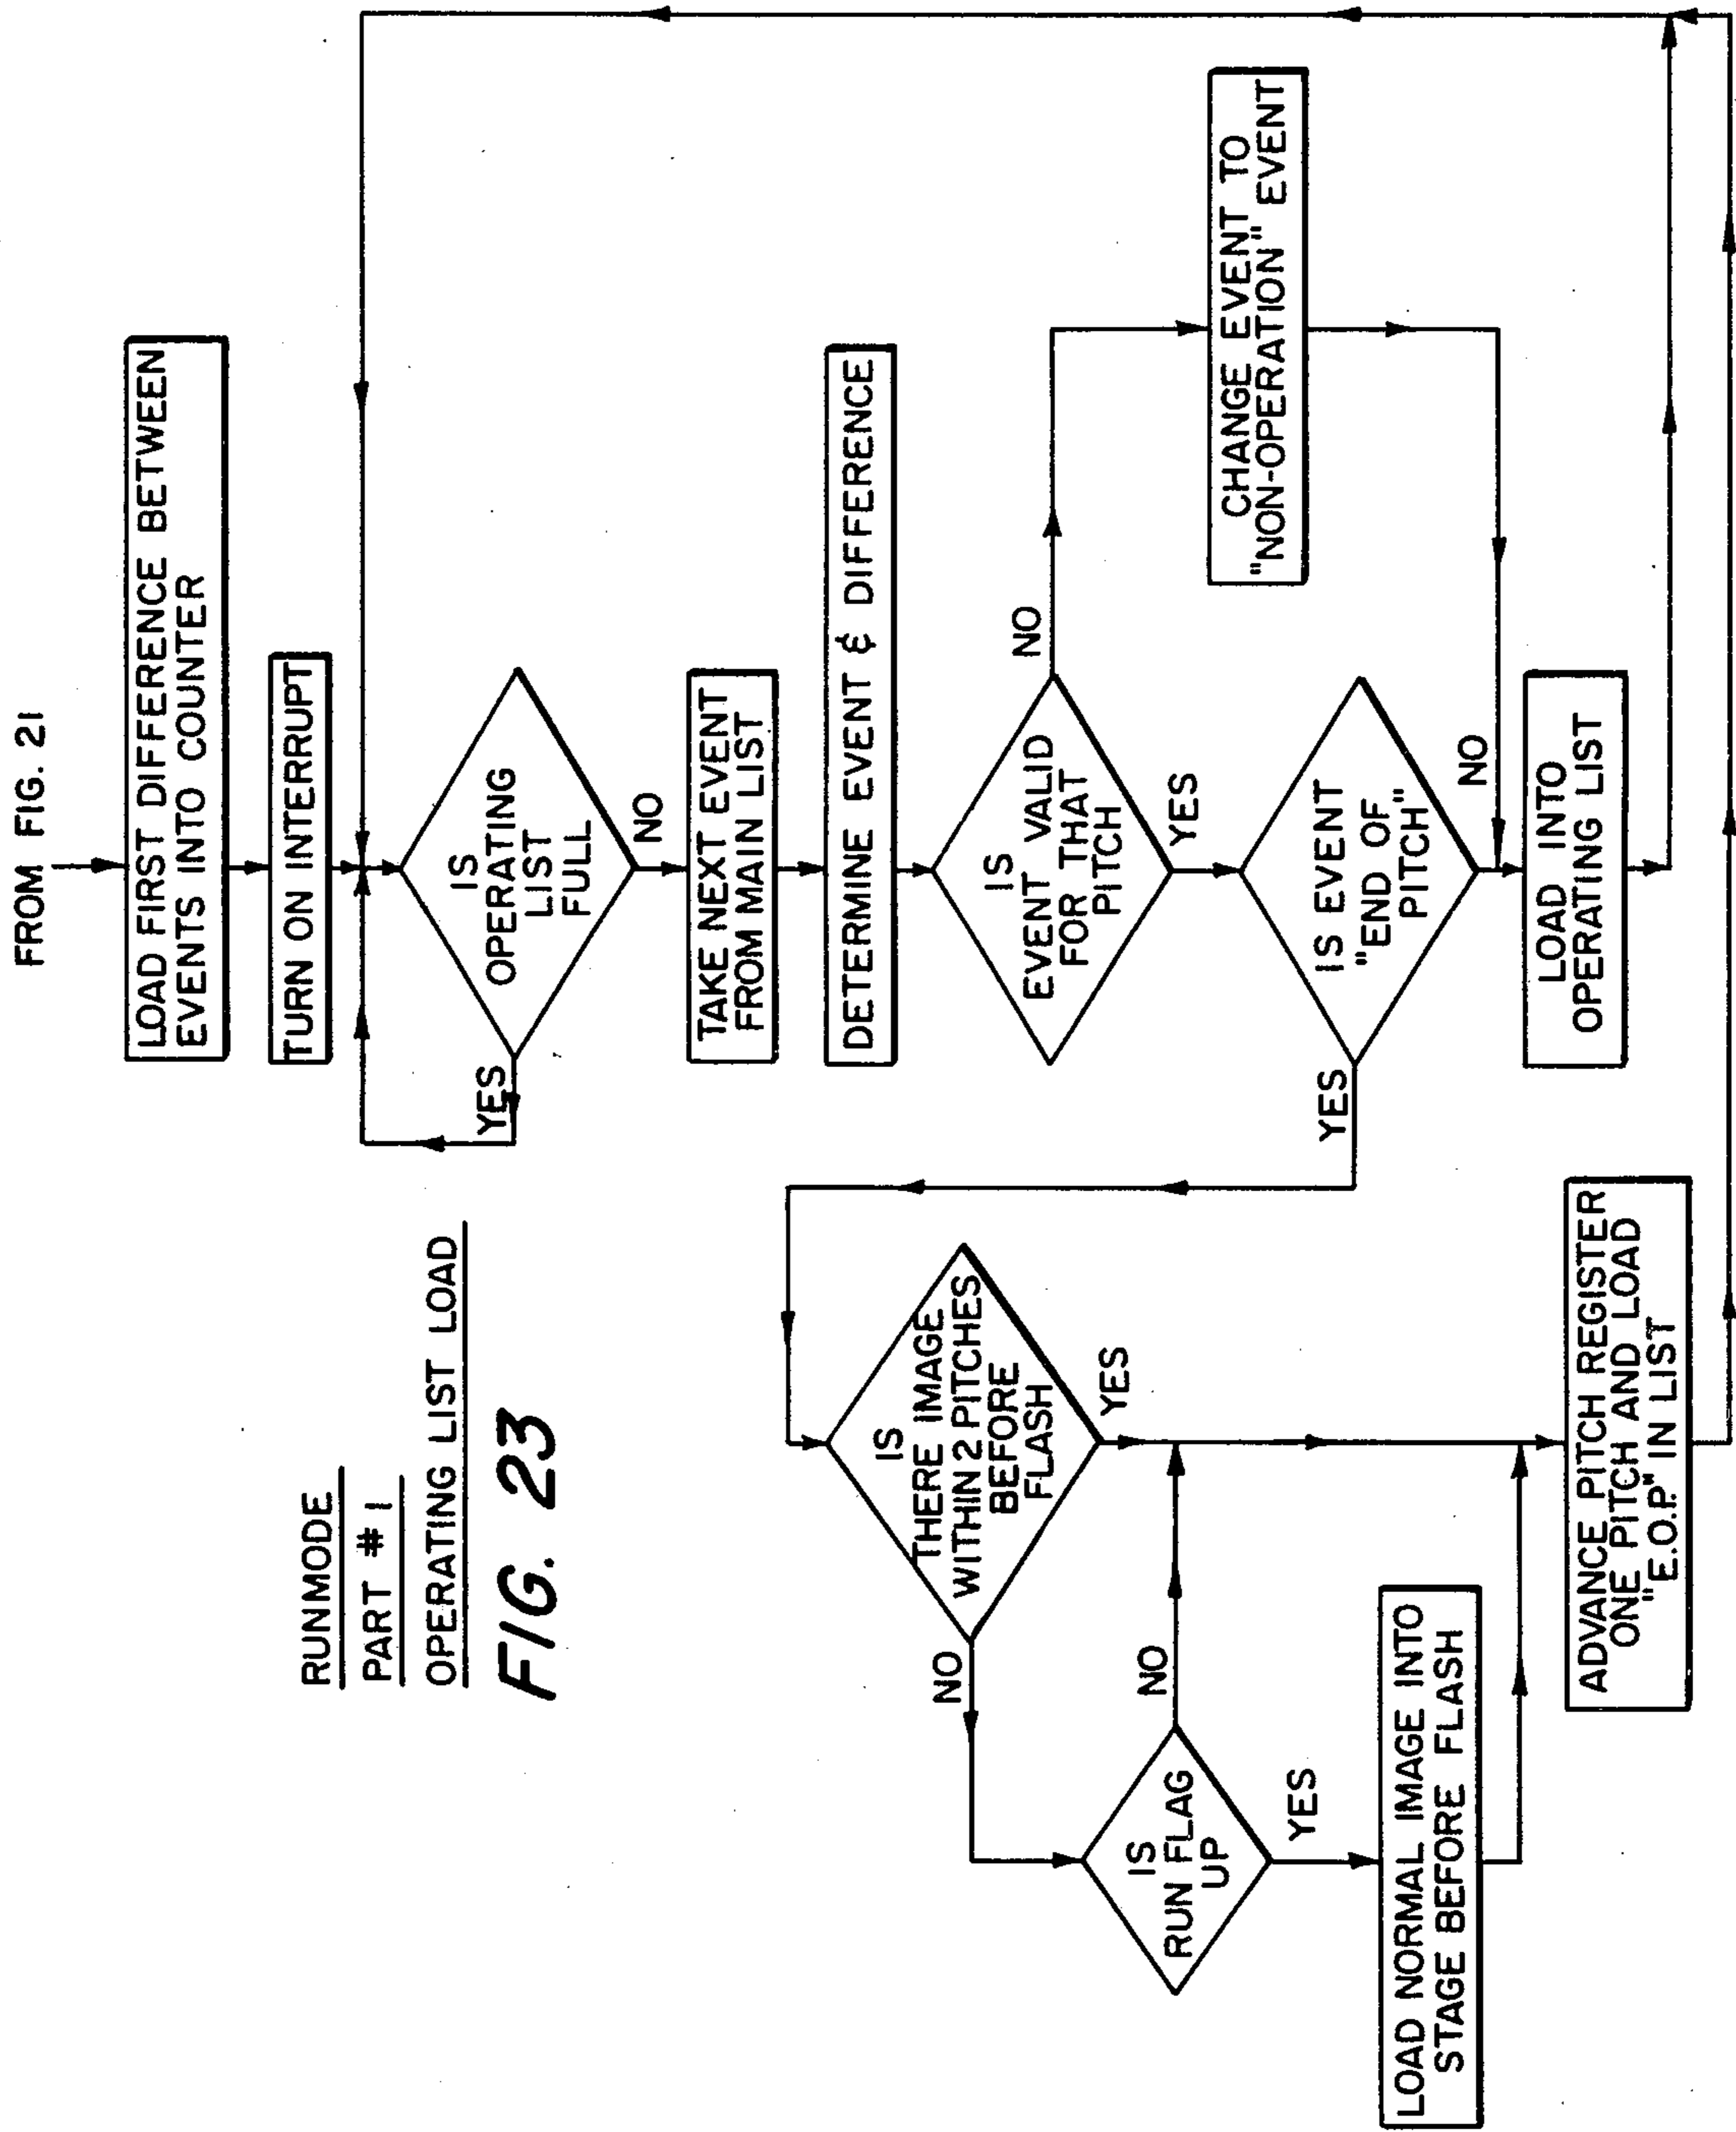 FROM FIG. 21
LOAD FIRST DIFFERENCE BETWEEN
EVENTS INTO COUNTER
TURN ON INTERRUPT
IS
OPERATING
LIST
FULL
YES
NO
TAKE NEXT EVENT
FROM MAIN LIST
DETERMINE EVENT & DIFFERENCE
IS
EVENT VALID
FOR THAT
PITCH
NO
YES
CHANGE EVENT TO
"NON-OPERATION" EVENT
IS EVENT
"END OF
PITCH"
YES
NO
LOAD INTO
OPERATING LIST
RUNMODE
PART #1
OPERATING LIST LOAD
FIG. 23
IS
THERE IMAGE
WITHIN 2 PITCHES
BEFORE
FLASH
NO
YES
IS
RUN FLAG
UP
NO
YES
LOAD NORMAL IMAGE INTO
STAGE BEFORE FLASH
ADVANCE PITCH REGISTER
ONE PITCH AND LOAD
"E.O.P." IN LIST